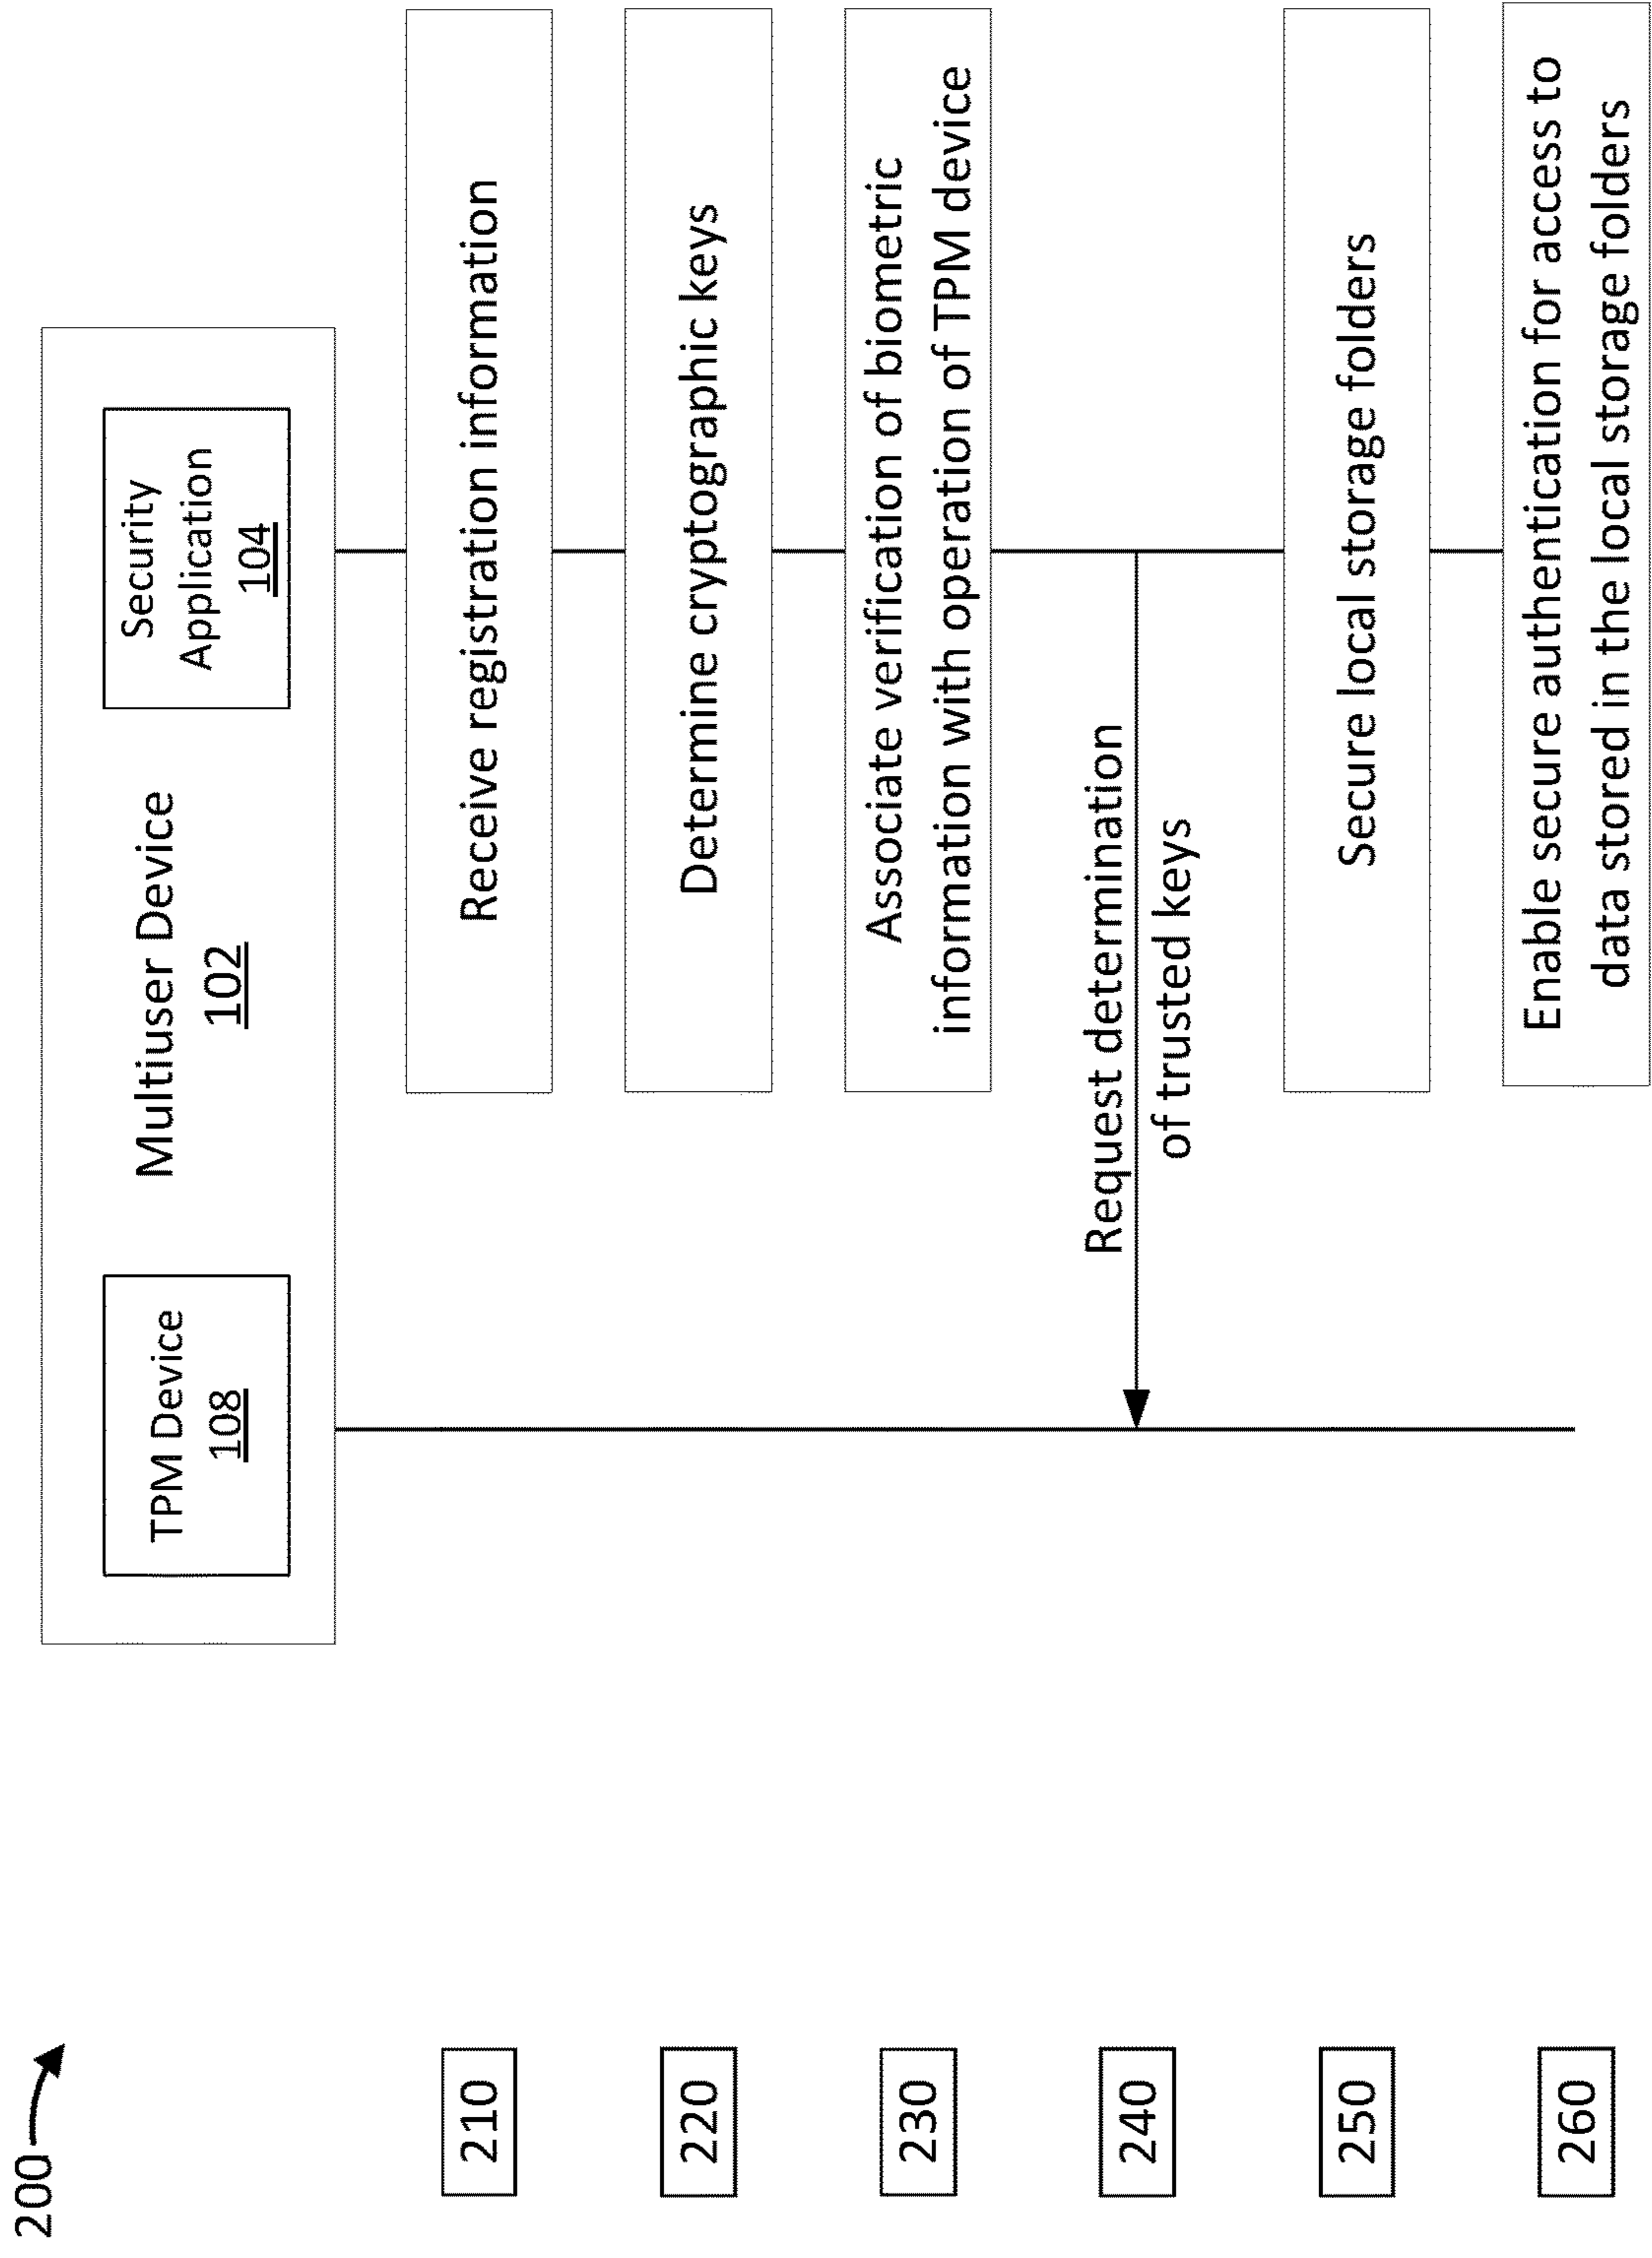 200
TPM Device
108
Multiuser Device
102
Security
Application
104
210
Receive registration information
220
Determine cryptographic keys
230
Associate verification of biometric
information with operation of TPM device
240
Request determination
of trusted keys
250
Secure local storage folders
260
Enable secure authentication for access to
data stored in the local storage folders